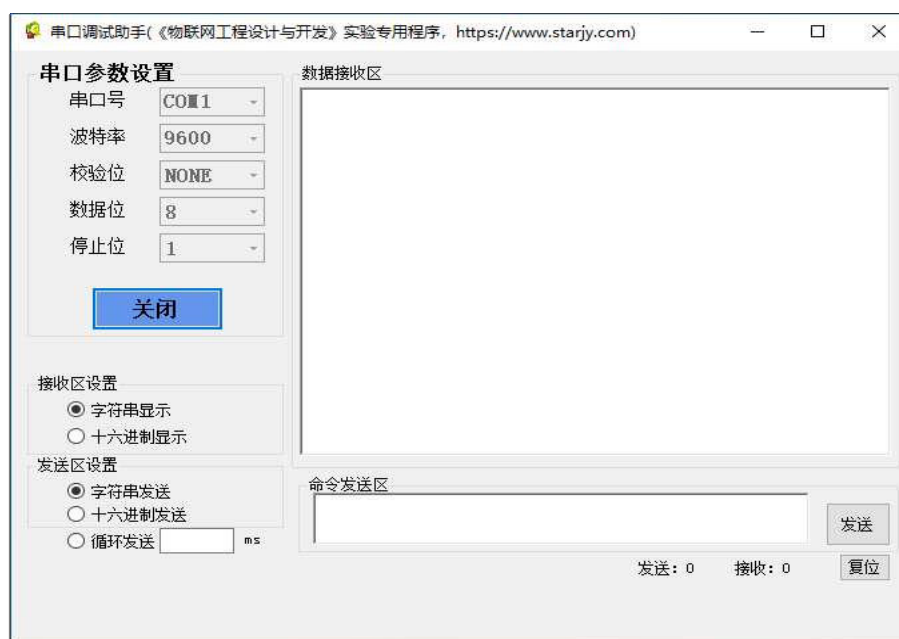 串口调试助手(《物联网工程设计与开发》实验专用程序，https://www.starjy.com)
串口参数设置
串口号 COM1
波特率 9600
校验位 NONE
数据位 8
停止位 1
关闭
接收区设置
字符串显示
十六进制显示
发送区设置
字符串发送
十六进制发送
循环发送 ms
数据接收区
命令发送区
发送
发送：0 接收：0 复位